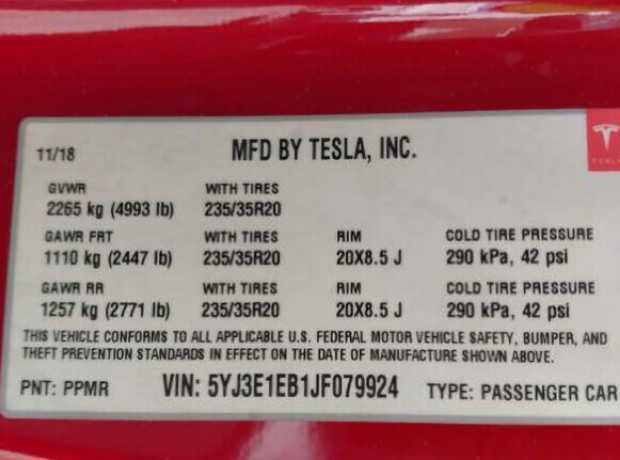 11/18 MFD BY TESLA, INC.
TESLA
GVWR WITH TIRES
2265 kg (4993 lb) 235/35R20
GAWR FRT WITH TIRES RIM COLD TIRE PRESSURE
1110 kg (2447 lb) 235/35R20 20X8.5 J 290 kPa, 42 psi
GAWR RR WITH TIRES RIM COLD TIRE PRESSURE
1257 kg (2771 lb) 235/35R20 20X8.5 J 290 kPa, 42 psi
THIS VEHICLE CONFORMS TO ALL APPLICABLE U.S. FEDERAL MOTOR VEHICLE SAFETY, BUMPER, AND
THEFT PREVENTION STANDARDS IN EFFECT ON THE DATE OF MANUFACTURE SHOWN ABOVE.
PNT: PPMR VIN: 5YJ3E1EB1JF079924 TYPE: PASSENGER CAR